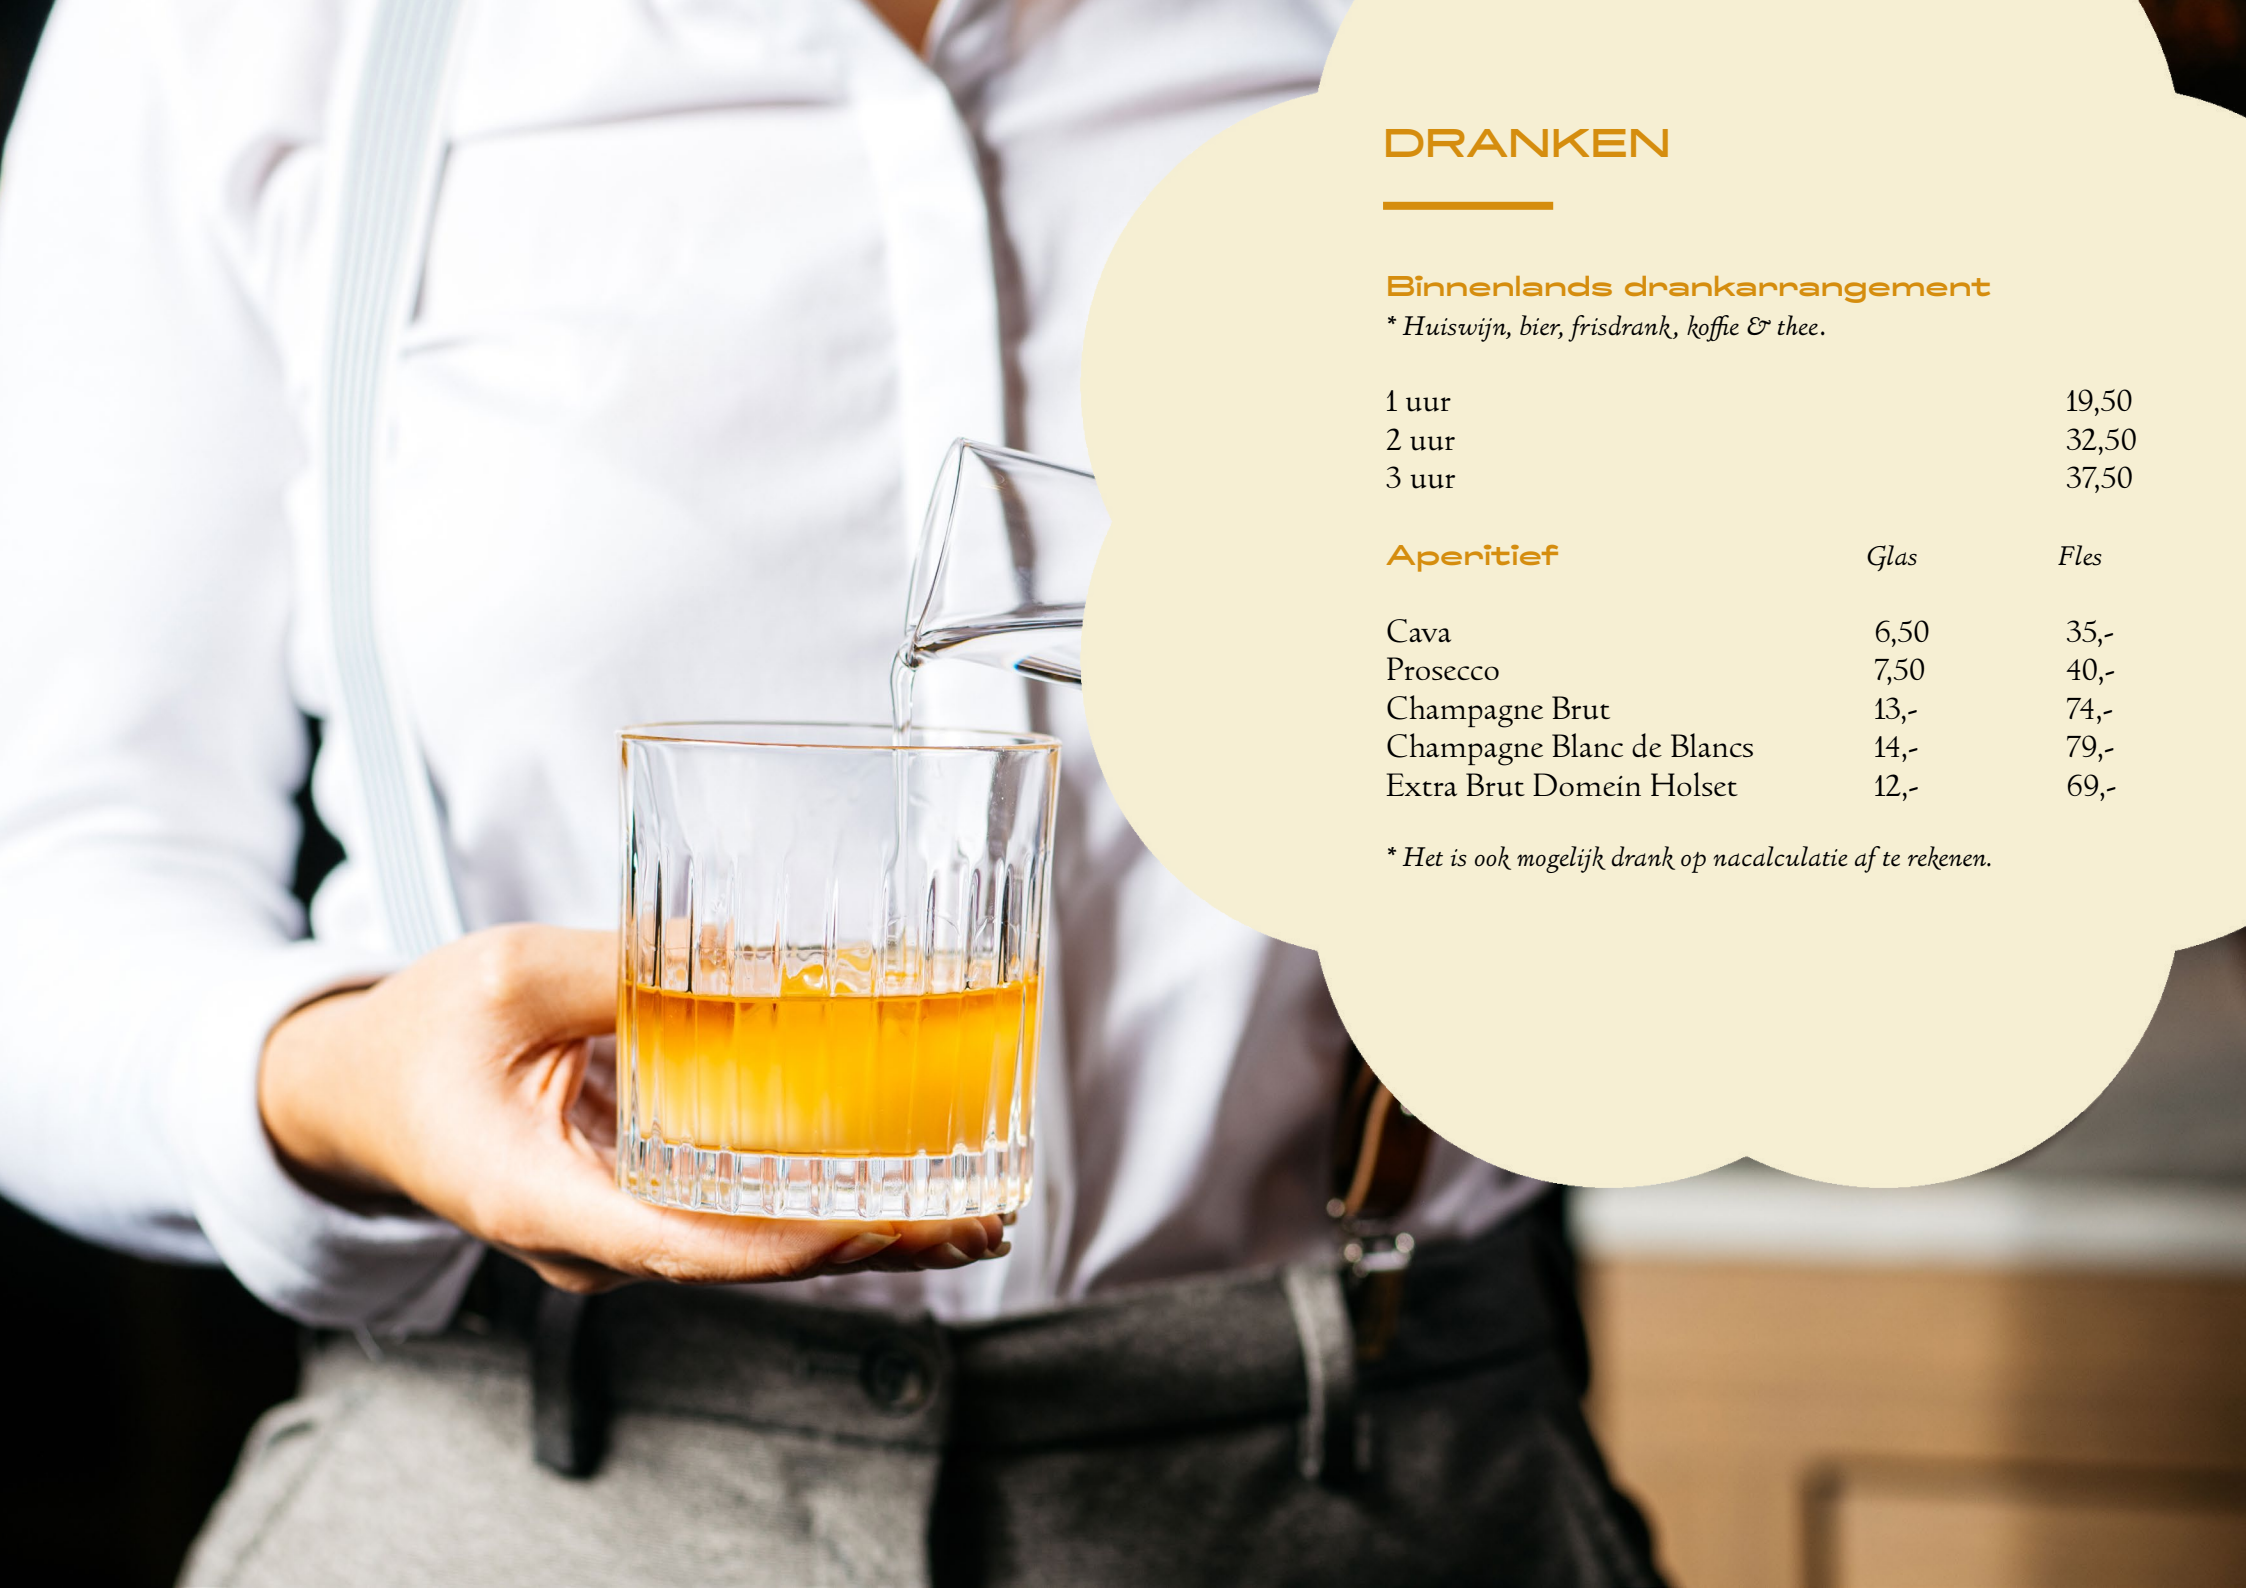 DRANKEN
Binnenlands drankarrangement
* Huiswijn, bier, frisdrank, koffie & thee.
1 uur 19,50
2 uur 32,50
3 uur 37,50
Aperitief Glas Fles
Cava 6,50 35,-
Prosecco 7,50 40,-
Champagne Brut 13,- 74,-
Champagne Blanc de Blancs 14,- 79,-
Extra Brut Domein Holset 12,- 69,-
* Het is ook mogelijk drank op nacalculatie af te rekenen.